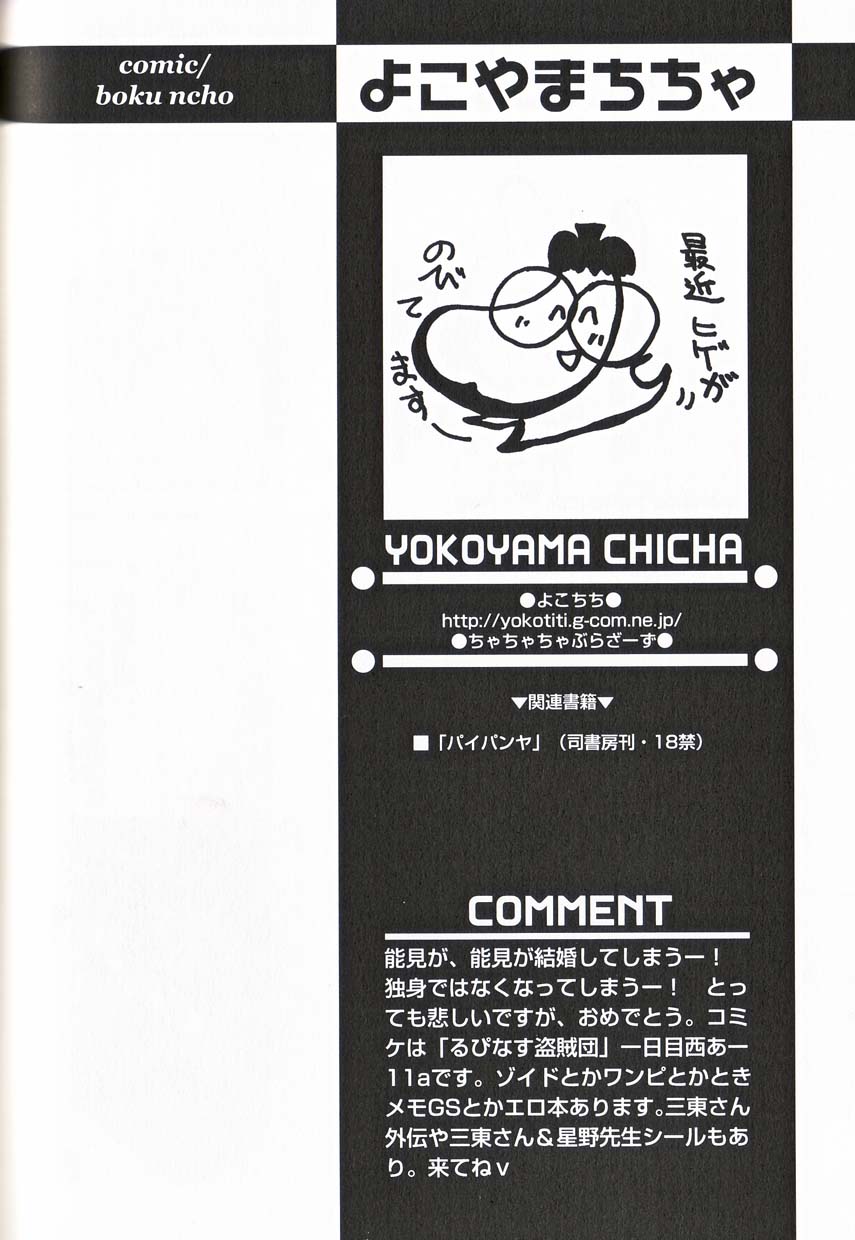 comic/
boku ncho
よこやまちちゃ
最近 ヒゲが
のびて
ますー
YOKOYAMA CHICHA
●よこちち●
http://yokotiti.g-com.ne.jp/
●ちゃちゃちゃぶらざーず●
▼関連書籍▼
■「パイパンヤ」（司書房刊・18禁）
COMMENT
能見が、能見が結婚してしまうー！
独身ではなくなってしまうー！　とっ
ても悲しいですが、おめでとう。コミ
ケは「るぴなす盗賊団」一日目西あー
11aです。ゾイドとかワンピとかとき
メモGSとかエロ本あります。三東さん
外伝や三東さん＆星野先生シールもあ
り。来てねｖ